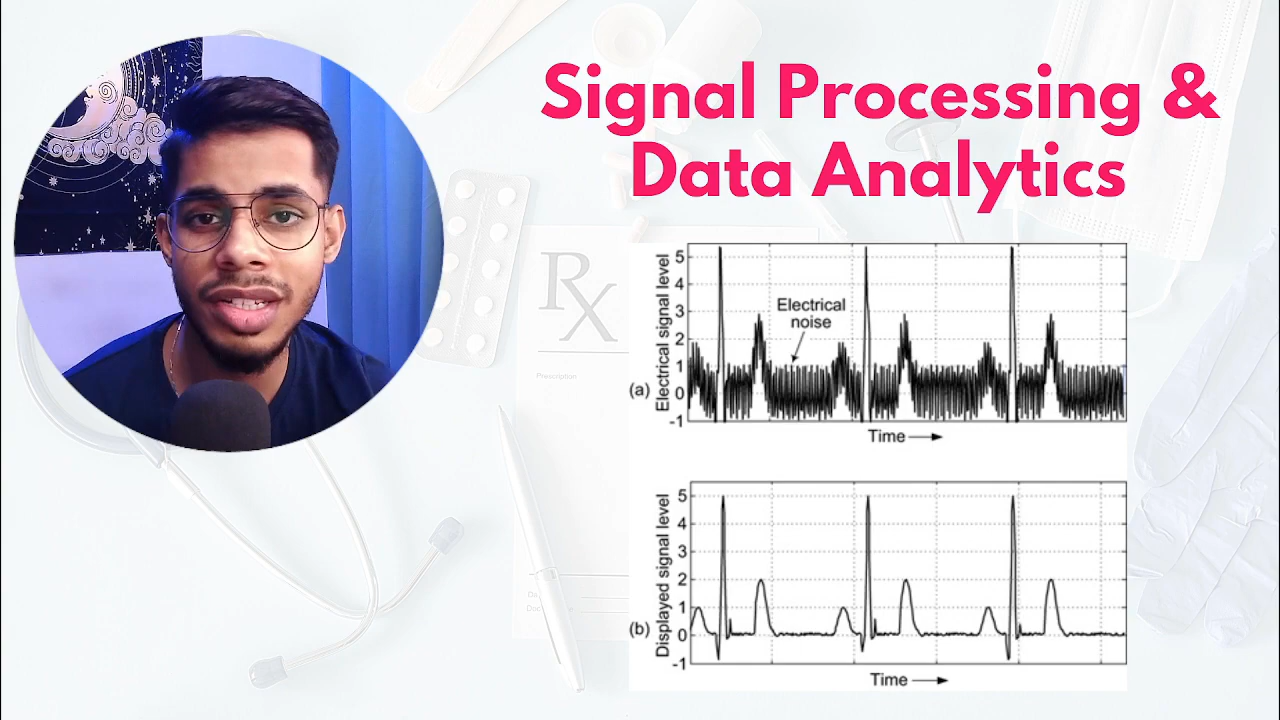 Signal Processing &
Data Analytics
Rx
Prescription
(a)
Electrical signal level
5
4
3
2
1
0
-1
Electrical
noise
Time
(b)
Displayed signal level
5
4
3
2
1
0
-1
Time